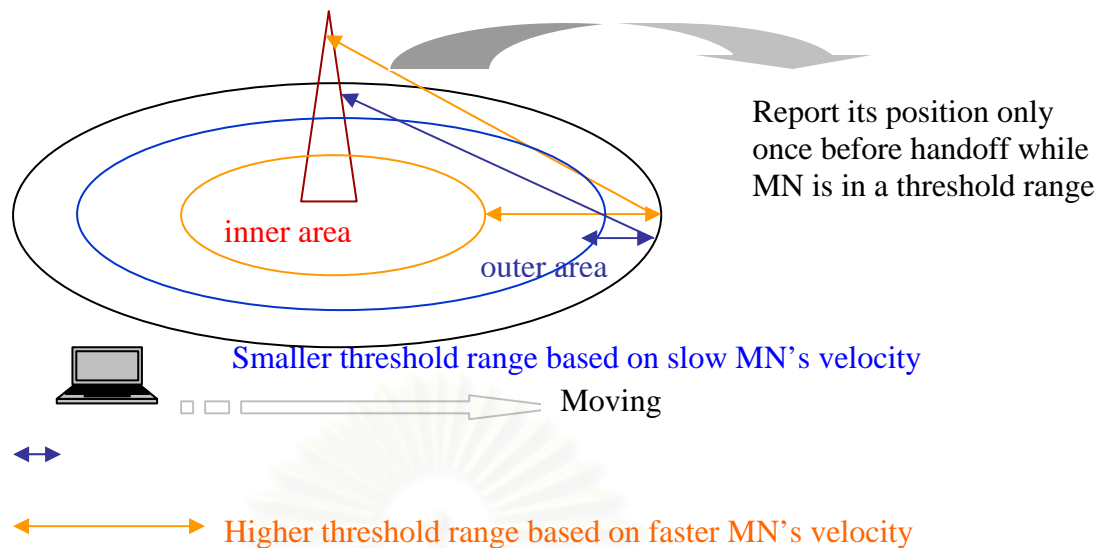 Report its position only
once before handoff while
MN is in a threshold range
inner area
outer area
Smaller threshold range based on slow MN’s velocity
Moving
Higher threshold range based on faster MN’s velocity